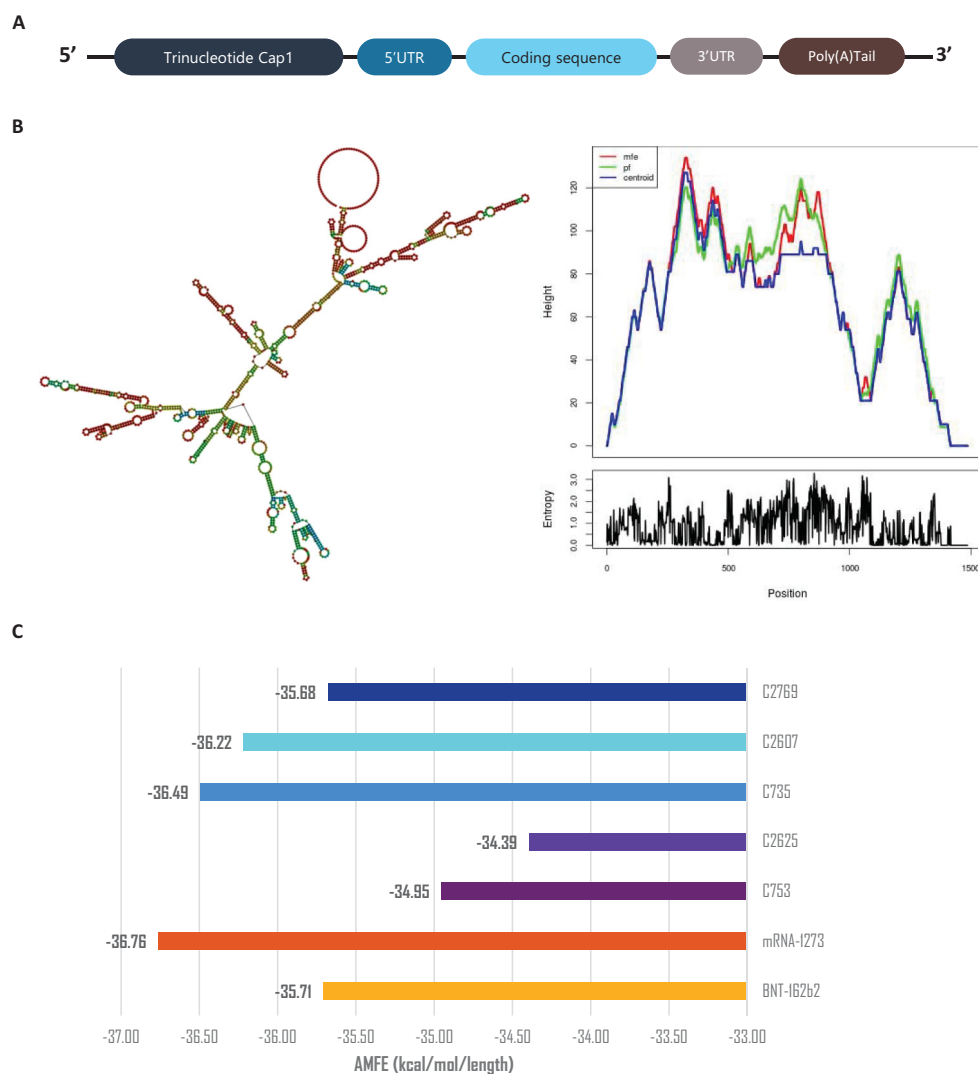 A
5’ Trinucleotide Cap1 5’UTR Coding sequence 3’UTR Poly(A)Tail 3’
B
mfe
pf
centroid
Height
0 20 40 60 80 100 120
Entropy
0.0 1.0 2.0 3.0
0 500 1000 1500
Position
C
-35.68 C2769
-36.22 C2607
-36.49 C735
-34.39 C2625
-34.95 C753
-36.76 mRNA-1273
-35.71 BNT-162b2
-37.00 -36.50 -36.00 -35.50 -35.00 -34.50 -34.00 -33.50 -33.00
AMFE (kcal/mol/length)